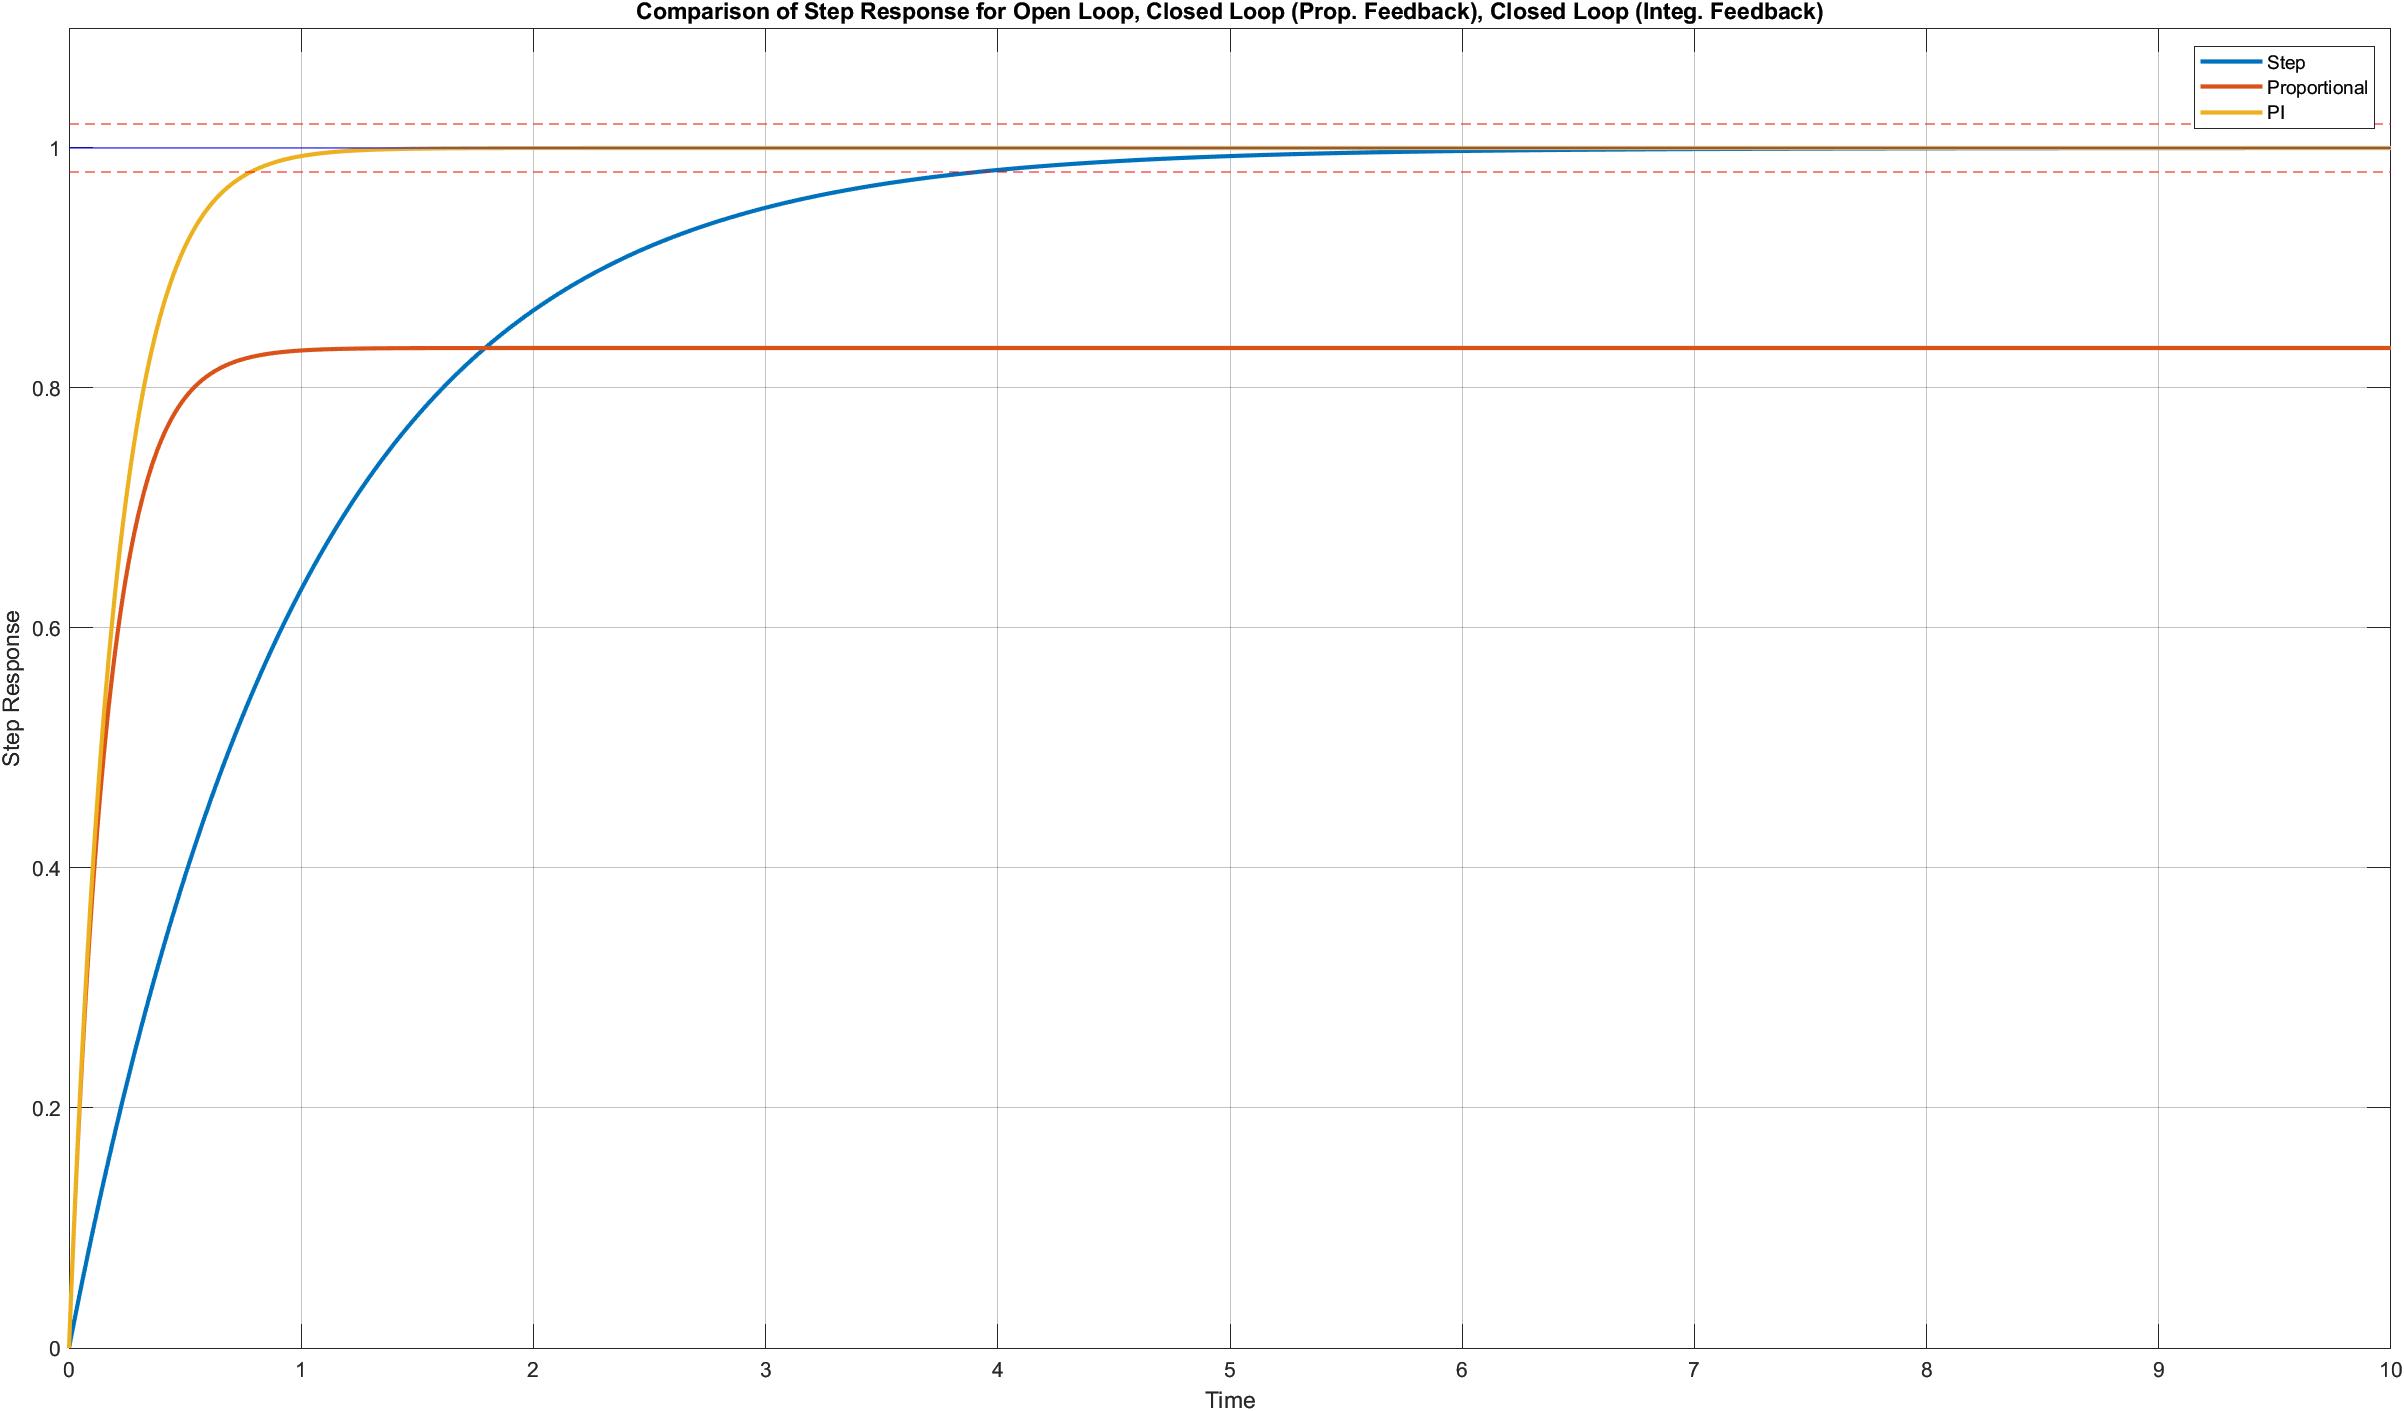 Comparison of Step Response for Open Loop, Closed Loop (Prop. Feedback), Closed Loop (Integ. Feedback)
Step
Proportional
PI
1
0.8
0.6
0.4
0.2
0
Step Response
0 1 2 3 4 5 6 7 8 9 10
Time